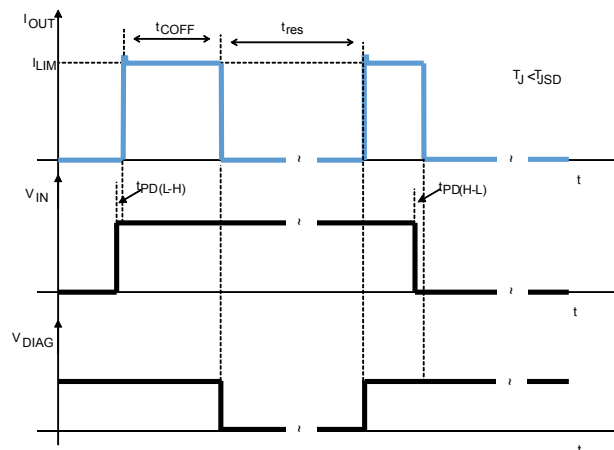 IOUT
tCOFF
tres
ILIM
TJ <TJSD
~
~
t
VIN
tPD(L-H)
tPD(H-L)
~
~
t
VDIAG
~
~
t